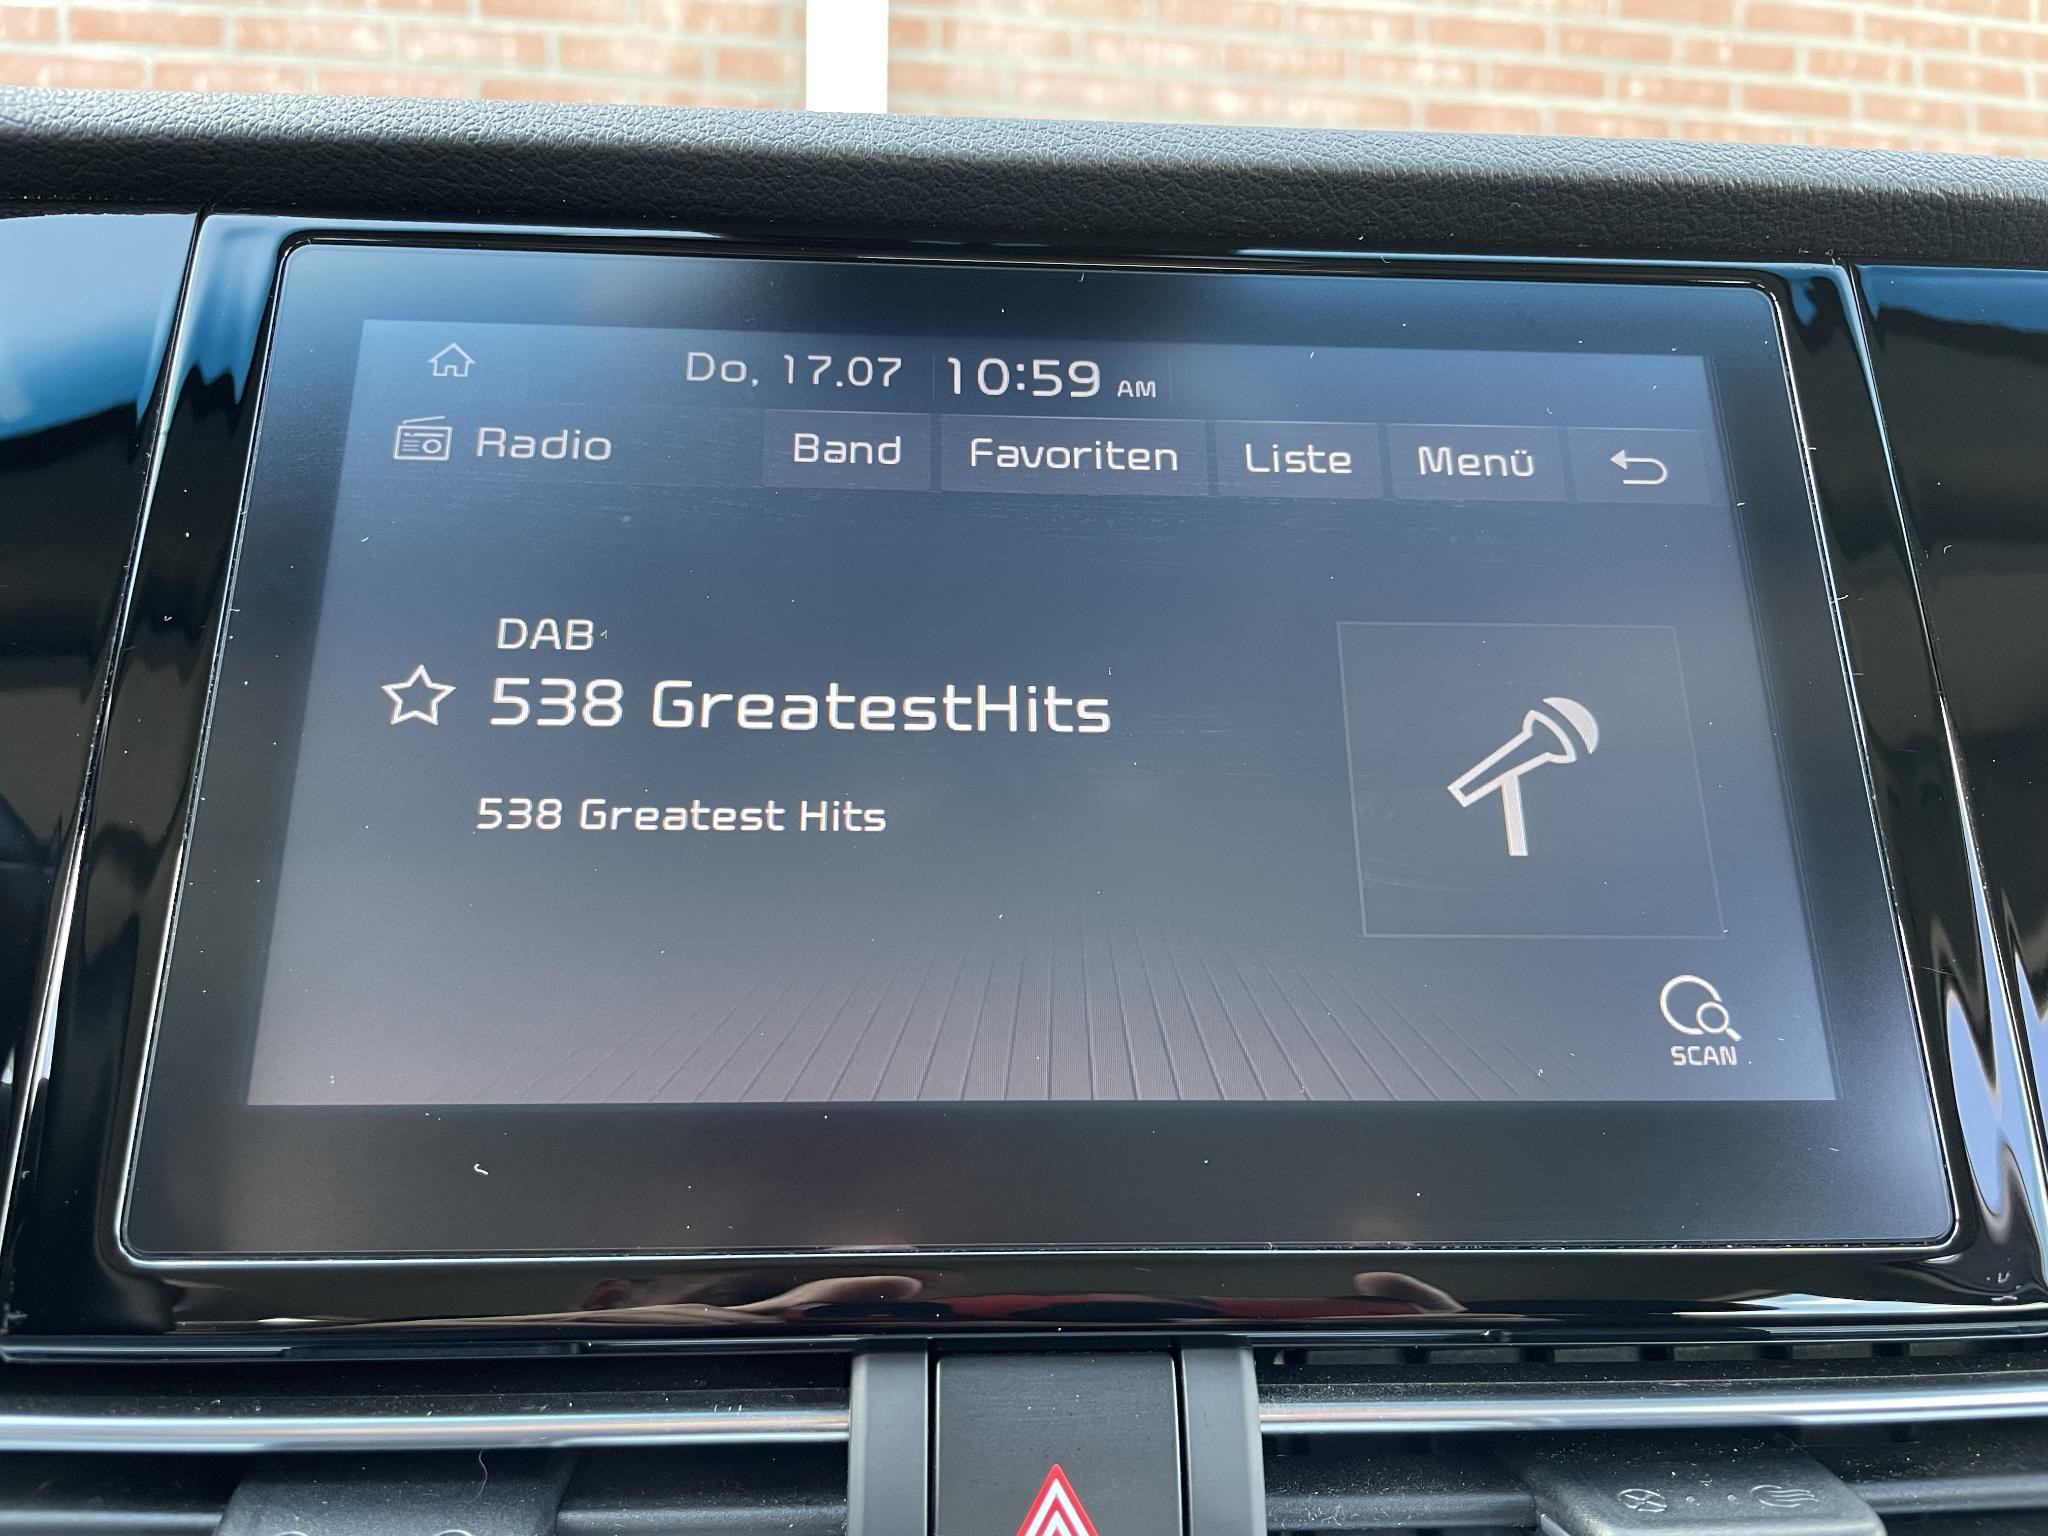 Do, 17.07 10:59 AM
Radio Band Favoriten Liste Menü
DAB
538 GreatestHits
538 Greatest Hits
SCAN